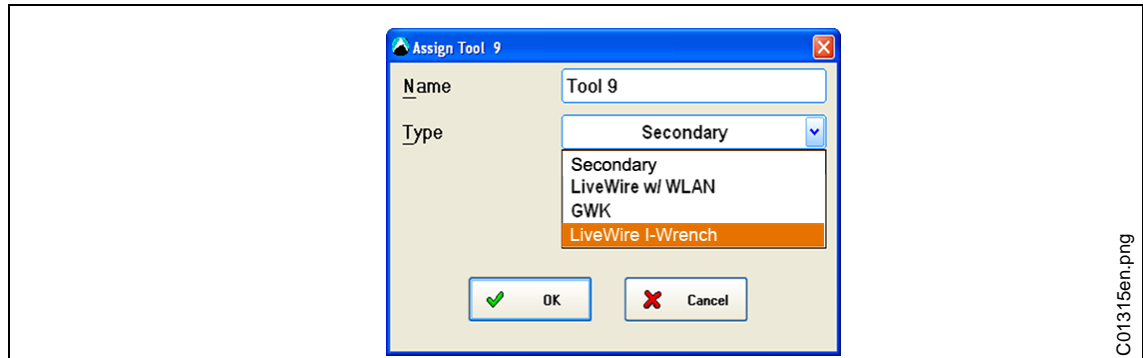 Assign Tool 9
Name
Tool 9
Type
Secondary
Secondary
LiveWire w/ WLAN
GWK
LiveWire I-Wrench
OK
Cancel
C01315en.png